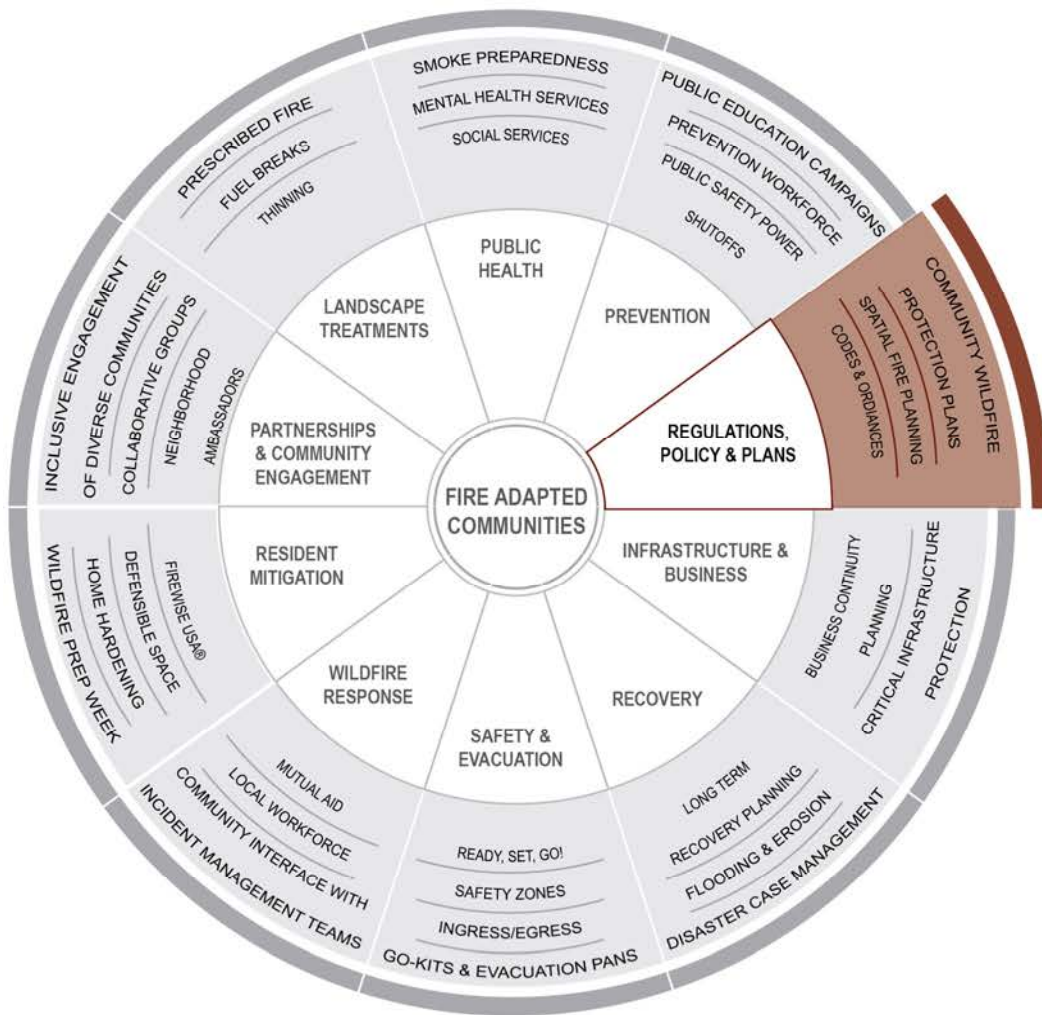 FIRE ADAPTED
COMMUNITIES
PUBLIC
HEALTH
SMOKE PREPAREDNESS
MENTAL HEALTH SERVICES
SOCIAL SERVICES
PREVENTION
PUBLIC EDUCATION CAMPAIGNS
PREVENTION WORKFORCE
PUBLIC SAFETY POWER
SHUTOFFS
REGULATIONS,
POLICY & PLANS
COMMUNITY WILDFIRE
PROTECTION PLANS
SPATIAL FIRE PLANNING
CODES & ORDIANCES
INFRASTRUCTURE &
BUSINESS
BUSINESS CONTINUITY
PLANNING
CRITICAL INFRASTRUCTURE
PROTECTION
RECOVERY
LONG TERM
RECOVERY PLANNING
FLOODING & EROSION
DISASTER CASE MANAGEMENT
SAFETY &
EVACUATION
READY, SET, GO!
SAFETY ZONES
INGRESS/EGRESS
GO-KITS & EVACUATION PANS
WILDFIRE
RESPONSE
MUTUAL AID
LOCAL WORKFORCE
COMMUNITY INTERFACE WITH
INCIDENT MANAGEMENT TEAMS
RESIDENT
MITIGATION
FIREWISE USA®
DEFENSIBLE SPACE
HOME HARDENING
WILDFIRE PREP WEEK
PARTNERSHIPS
& COMMUNITY
ENGAGEMENT
INCLUSIVE ENGAGEMENT
OF DIVERSE COMMUNITIES
COLLABORATIVE GROUPS
NEIGHBORHOOD
AMBASSADORS
LANDSCAPE
TREATMENTS
PRESCRIBED FIRE
FUEL BREAKS
THINNING